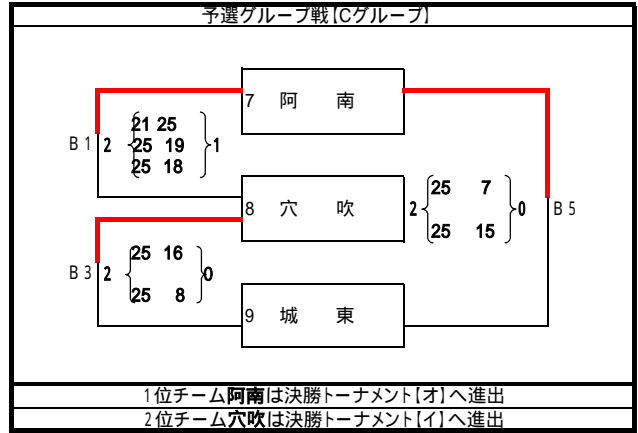 予選グループ戦【Cグループ】
7 阿 南
B1 2 21 25 1
25 19
25 18
8 穴 吹
2 25 7 0 B5
25 15
B3 2 25 16 0
25 8
9 城 東
1位チーム阿南は決勝トーナメント【オ】へ進出
2位チーム穴吹は決勝トーナメント【イ】へ進出